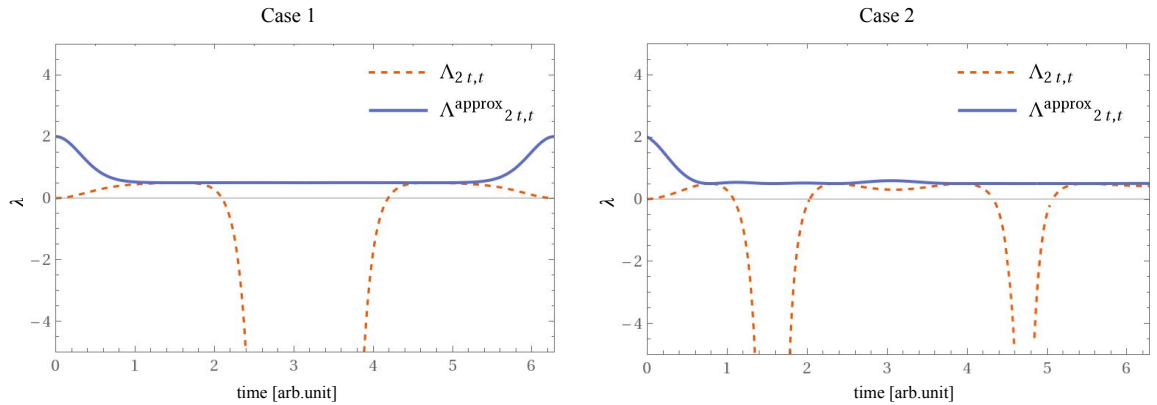 Case 1
4
2
0
−2
−4
λ
Λ2 t,t
Λapprox2 t,t
0 1 2 3 4 5 6
time [arb.unit]
Case 2
4
2
0
−2
−4
λ
Λ2 t,t
Λapprox2 t,t
0 1 2 3 4 5 6
time [arb.unit]